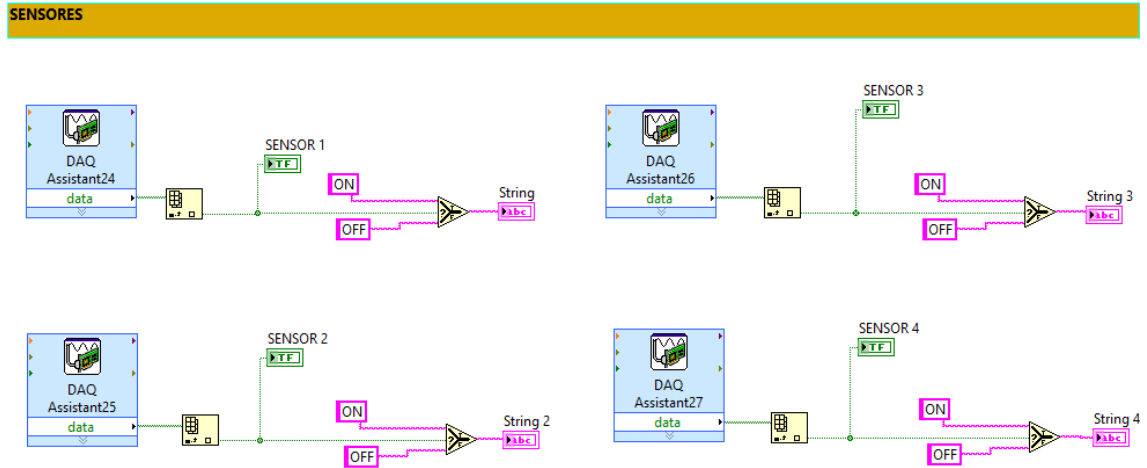 SENSORES
DAQ
Assistant24
data
SENSOR 1
TF
ON
OFF
String
abc
DAQ
Assistant26
data
SENSOR 3
TF
ON
OFF
String 3
abc
DAQ
Assistant25
data
SENSOR 2
TF
ON
OFF
String 2
abc
DAQ
Assistant27
data
SENSOR 4
TF
ON
OFF
String 4
abc